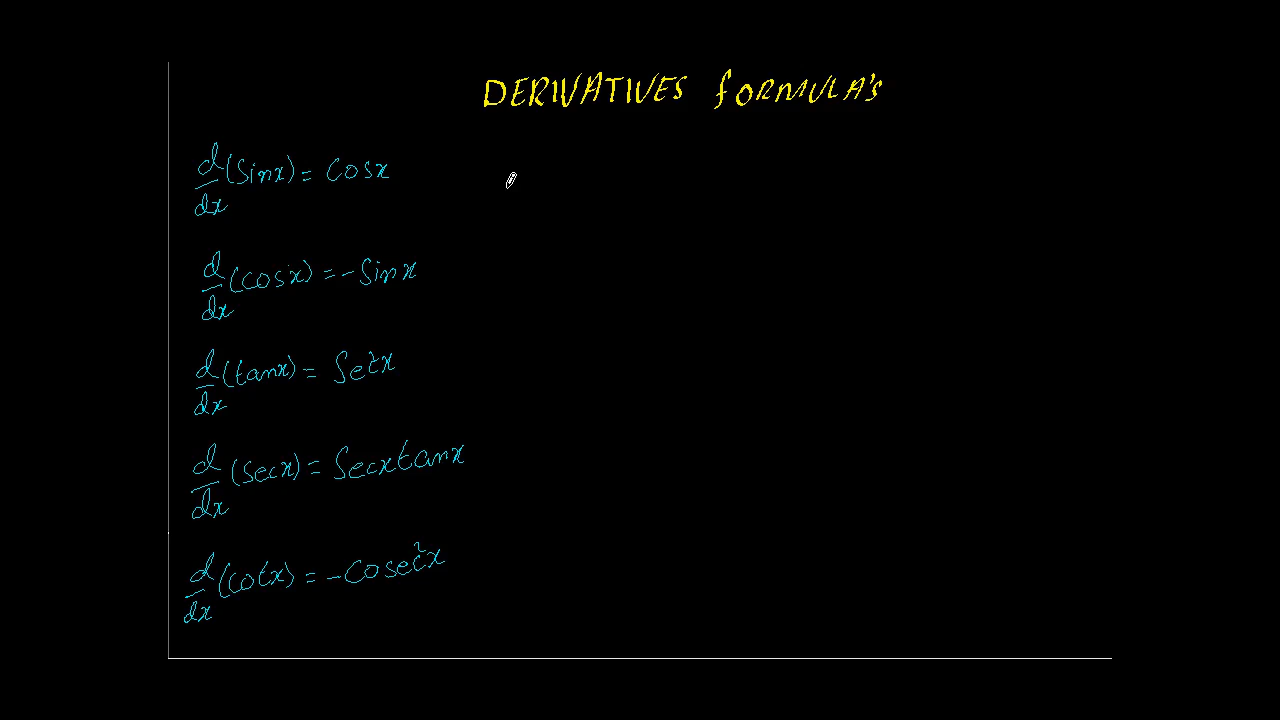 DERIVATIVES FORMULA's
d/dx (sinx) = cosx
d/dx (cosx) = -sinx
d/dx (tanx) = sec²x
d/dx (secx) = secxtanx
d/dx (cotx) = -cosec²x